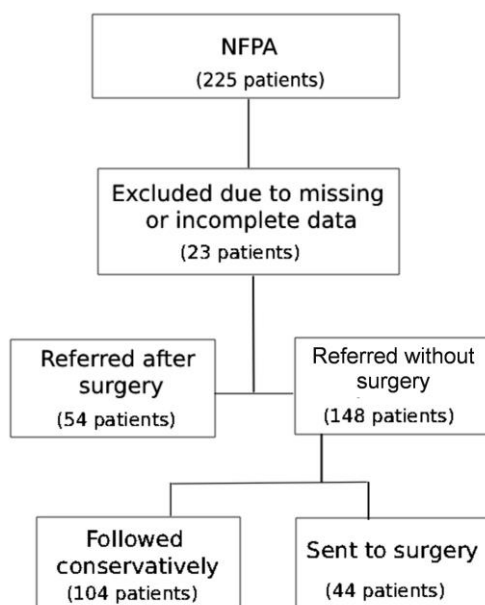 NFPA
(225 patients)
Excluded due to missing
or incomplete data
(23 patients)
Referred after
surgery
(54 patients)
Referred without
surgery
(148 patients)
Followed
conservatively
(104 patients)
Sent to surgery
(44 patients)